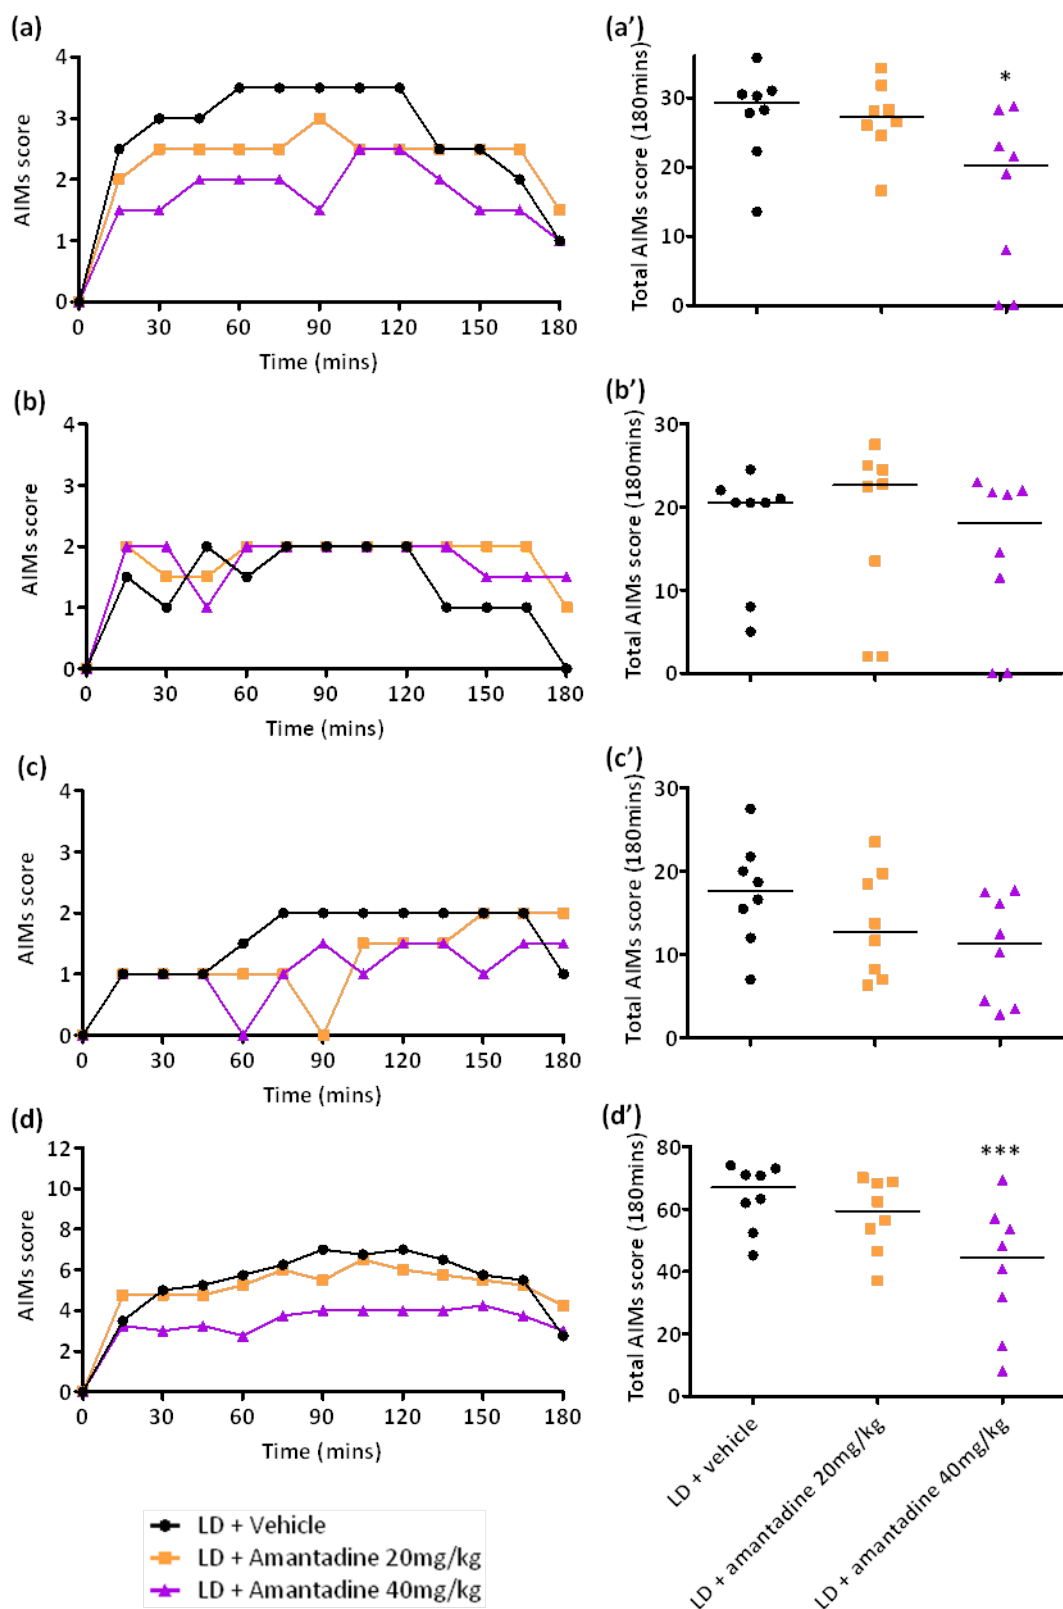 (a)
AIMs score
4
3
2
1
0
0 30 60 90 120 150 180
Time (mins)
(a’)
Total AIMs score (180mins)
30
20
10
0
*
(b)
AIMs score
4
3
2
1
0
0 30 60 90 120 150 180
Time (mins)
(b’)
Total AIMs score (180mins)
30
20
10
0
(c)
AIMs score
4
3
2
1
0
0 30 60 90 120 150 180
Time (mins)
(c’)
Total AIMs score (180mins)
30
20
10
0
(d)
AIMs score
12
10
8
6
4
2
0
0 30 60 90 120 150 180
Time (mins)
(d’)
Total AIMs score (180mins)
80
60
40
20
0
***
LD + vehicle
LD + amantadine 20mg/kg
LD + amantadine 40mg/kg
LD + Vehicle
LD + Amantadine 20mg/kg
LD + Amantadine 40mg/kg